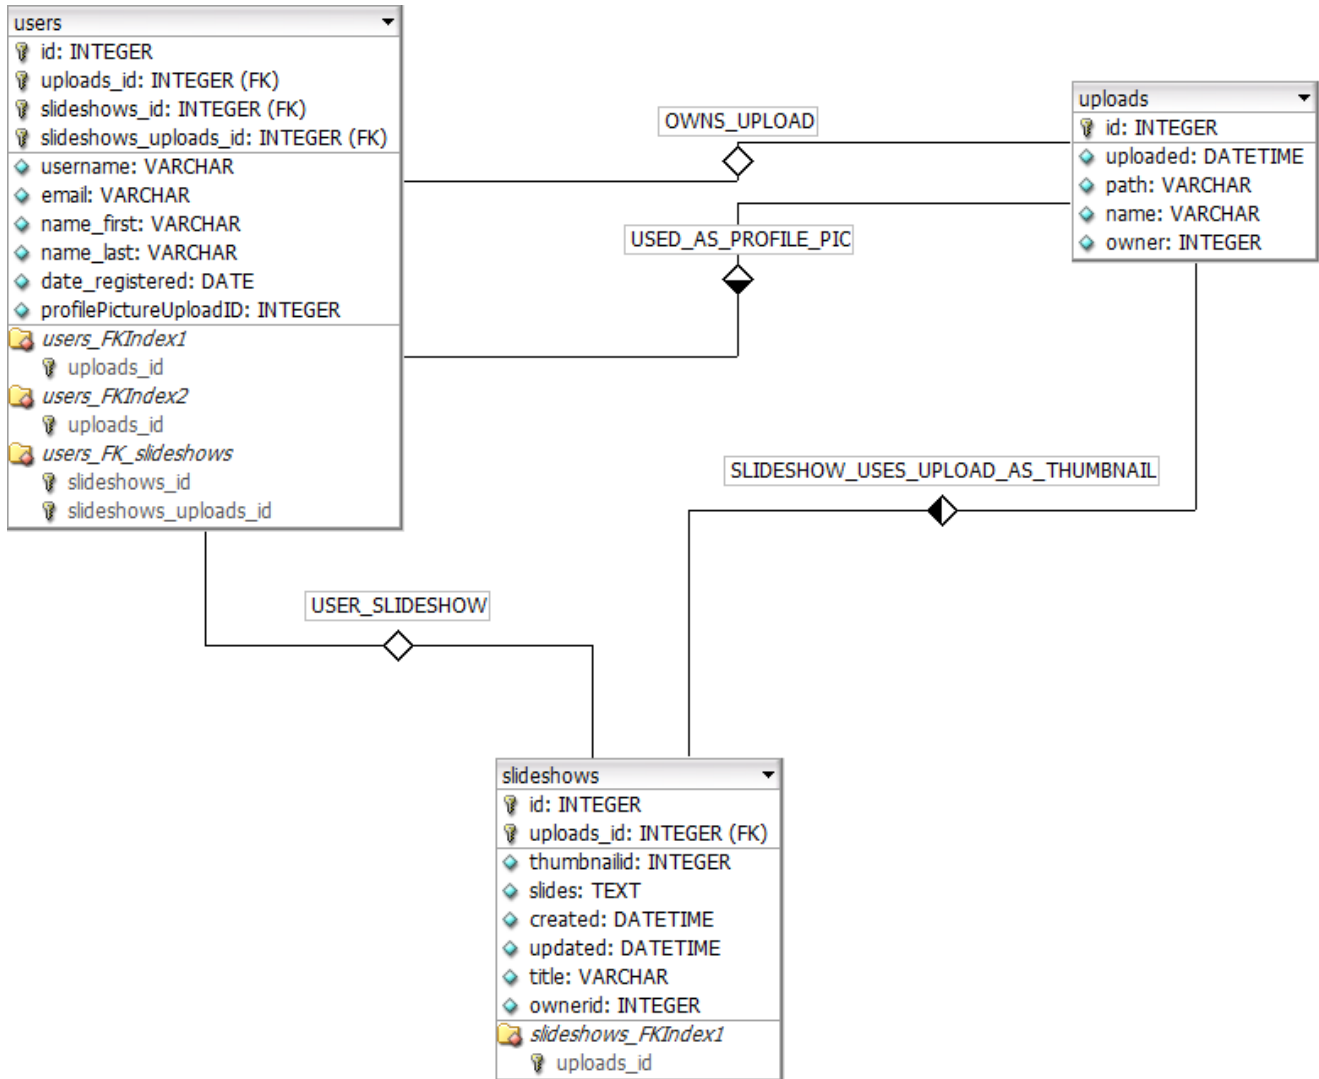 users
id: INTEGER
uploads_id: INTEGER (FK)
slideshows_id: INTEGER (FK)
slideshows_uploads_id: INTEGER (FK)
username: VARCHAR
email: VARCHAR
name_first: VARCHAR
name_last: VARCHAR
date_registered: DATE
profilePictureUploadID: INTEGER
users_FKIndex1
uploads_id
users_FKIndex2
uploads_id
users_FK_slideshows
slideshows_id
slideshows_uploads_id
OWNS_UPLOAD
USED_AS_PROFILE_PIC
uploads
id: INTEGER
uploaded: DATETIME
path: VARCHAR
name: VARCHAR
owner: INTEGER
SLIDESHOW_USES_UPLOAD_AS_THUMBNAIL
USER_SLIDESHOW
slideshows
id: INTEGER
uploads_id: INTEGER (FK)
thumbnailid: INTEGER
slides: TEXT
created: DATETIME
updated: DATETIME
title: VARCHAR
ownerid: INTEGER
slideshows_FKIndex1
uploads_id